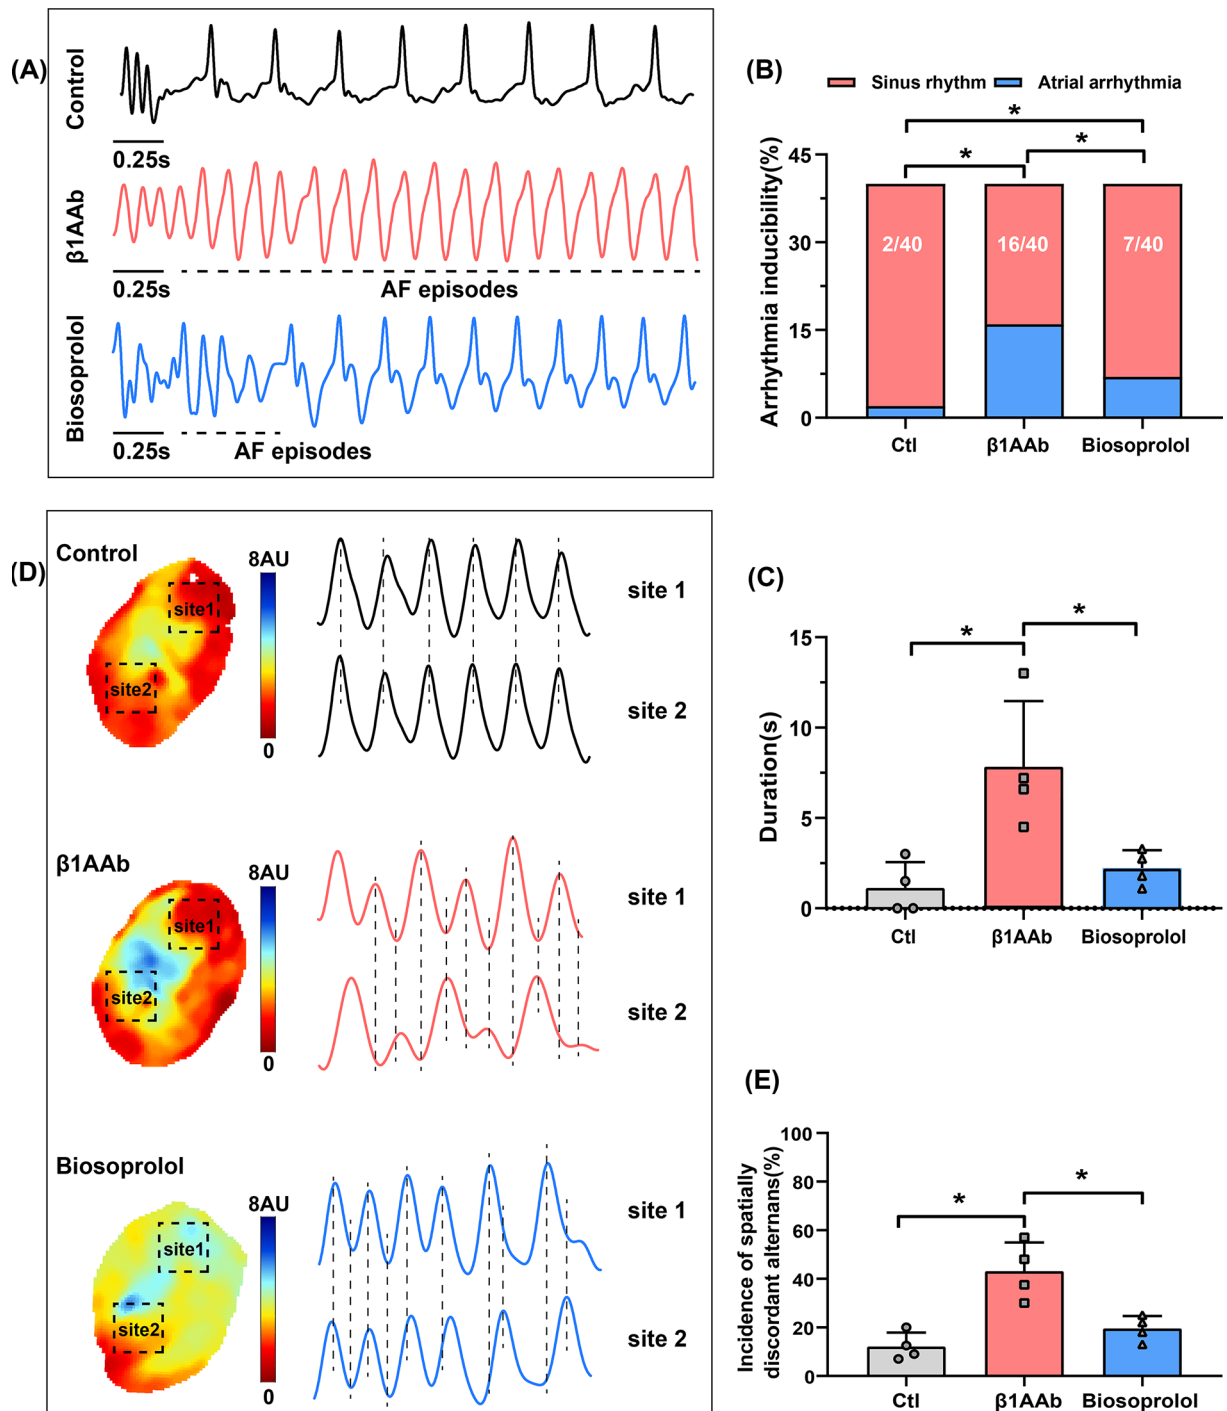 (A)
Control
0.25s
β1AAb
0.25s
AF episodes
Biosoprolol
0.25s
AF episodes
(B)
Sinus rhythm
Atrial arrhythmia
*
*
*
Arrhythmia inducibility(%)
45
30
15
0
2/40
16/40
7/40
Ctl
β1AAb
Biosoprolol
(D)
Control
8AU
0
site1
site2
site 1
site 2
β1AAb
8AU
0
site1
site2
site 1
site 2
Biosoprolol
8AU
0
site1
site2
site 1
site 2
(C)
*
*
Duration(s)
15
10
5
0
Ctl
β1AAb
Biosoprolol
(E)
*
*
Incidence of spatially
discordant alternans(%)
100
80
60
40
20
0
Ctl
β1AAb
Biosoprolol